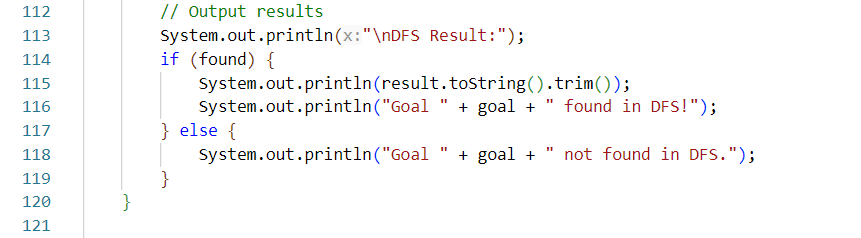 112 // Output results
113 System.out.println(x:"\nDFS Result:");
114 if (found) {
115 System.out.println(result.toString().trim());
116 System.out.println("Goal " + goal + " found in DFS!");
117 } else {
118 System.out.println("Goal " + goal + " not found in DFS.");
119 }
120 }
121